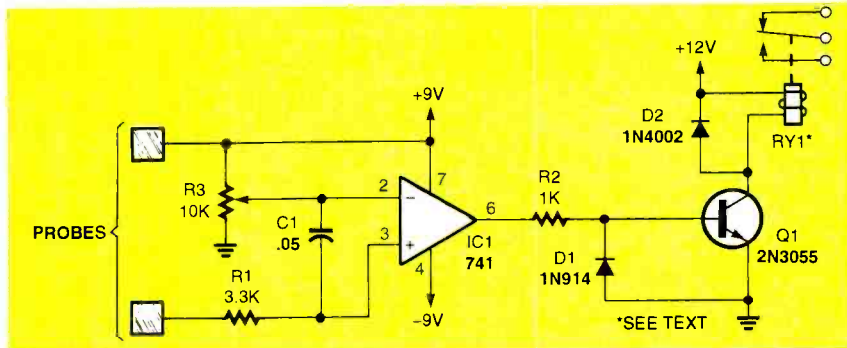 +12V
+9V
D2
1N4002
RY1*
R3
10K
2
7
R2
1K
6
PROBES
C1
.05
3
IC1
741
4
D1
1N914
Q1
2N3055
R1
3.3K
-9V
*SEE TEXT